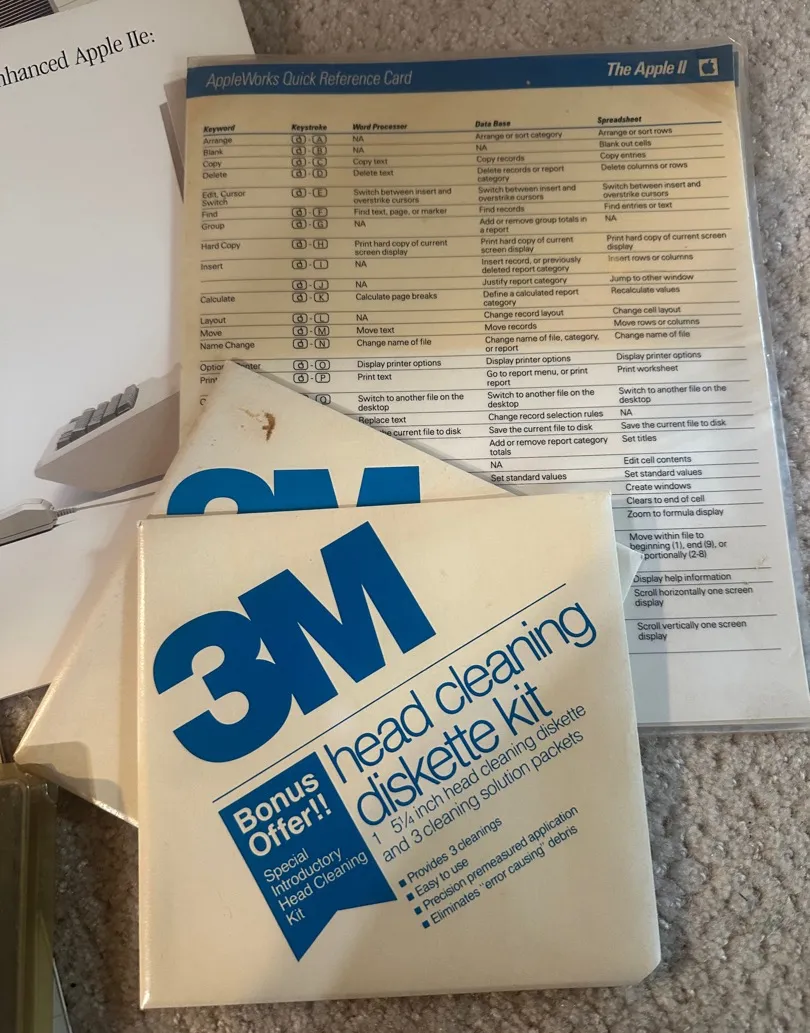 nhanced Apple IIe:
AppleWorks Quick Reference Card The Apple II
Keyword Keystroke Word Processor Data Base Spreadsheet
Arrange A NA Arrange or sort category Arrange or sort rows
Blank B NA NA Blank out cells
Copy C Copy text Copy records Copy entries
Delete D Delete text Delete records or report category Delete columns or rows
Edit, Cursor Switch E Switch between insert and overstrike cursors Switch between insert and overstrike cursors Switch between insert and overstrike cursors
Find F Find text, page, or marker Find records Find entries or text
Group G NA Add or remove group totals in a report NA
Hard Copy H Print hard copy of current screen display Print hard copy of current screen display Print hard copy of current screen display
Insert I NA Insert record, or previously deleted report category Insert rows or columns
J NA Justify report category Jump to other window
Calculate K Calculate page breaks Define a calculated report category Recalculate values
Layout L NA Change record layout Change cell layout
Move M Move text Move records Move rows or columns
Name Change N Change name of file Change name of file, category, or report Change name of file
Option nter O Display printer options Display printer options Display printer options
Print P Print text Go to report menu, or print report Print worksheet
Q Switch to another file on the desktop Switch to another file on the desktop Switch to another file on the desktop
Replace text Change record selection rules NA
the current file to disk Save the current file to disk Save the current file to disk
Add or remove report category totals Set titles
NA Edit cell contents
Set standard values Set standard values
Create windows
Clears to end of cell
Zoom to formula display
Move within file to
beginning (1), end (9), or
portionally (2-8)
Display help information
Scroll horizontally one screen
display
Scroll vertically one screen
display
3M
3M
head cleaning
diskette kit
1 5¼ inch head cleaning diskette
and 3 cleaning solution packets
Bonus
Offer!!
Special
Introductory
Head Cleaning
Kit
■ Provides 3 cleanings
■ Easy to use
■ Precision premeasured application
■ Eliminates "error causing" debris